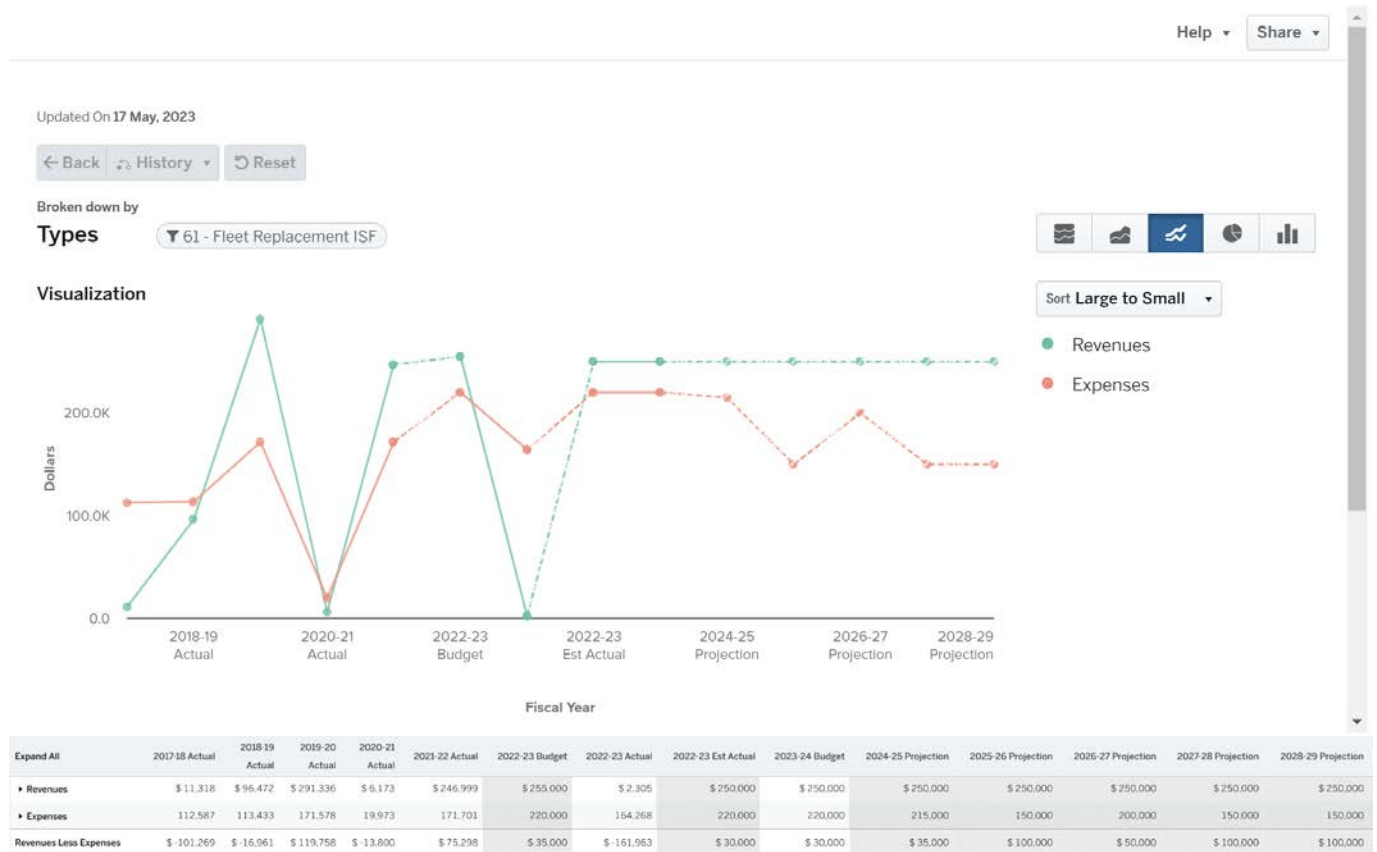 Help Share
Updated On 17 May, 2023
Back History Reset
Broken down by
Types 61 - Fleet Replacement ISF
Visualization
Sort Large to Small
Revenues
Expenses
200.0K
100.0K
0.0
Dollars
2018-19 2020-21 2022-23 2022-23 2024-25 2026-27 2028-29
Actual Actual Budget Est Actual Projection Projection Projection
Fiscal Year
Expand All 2017-18 Actual 2018-19 Actual 2019-20 Actual 2020-21 Actual 2021-22 Actual 2022-23 Budget 2022-23 Actual 2022-23 Est Actual 2023-24 Budget 2024-25 Projection 2025-26 Projection 2026-27 Projection 2027-28 Projection 2028-29 Projection
Revenues $ 11,318 $ 96,472 $ 291,336 $ 6,173 $ 246,999 $ 255,000 $ 2,305 $ 250,000 $ 250,000 $ 250,000 $ 250,000 $ 250,000 $ 250,000 $ 250,000
Expenses 112,587 113,433 171,578 19,973 171,701 220,000 164,268 220,000 220,000 215,000 150,000 200,000 150,000 150,000
Revenues Less Expenses $ -101,269 $ -16,961 $ 119,758 $ -13,800 $ 75,298 $ 35,000 $ -161,963 $ 30,000 $ 30,000 $ 35,000 $ 100,000 $ 50,000 $ 100,000 $ 100,000